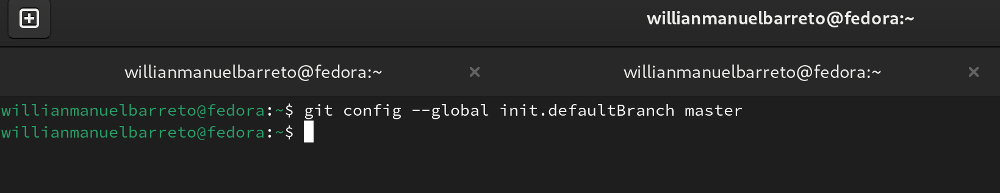 willianmanuelbarreto@fedora:~
willianmanuelbarreto@fedora:~ willianmanuelbarreto@fedora:~
willianmanuelbarreto@fedora:~$ git config --global init.defaultBranch master
willianmanuelbarreto@fedora:~$